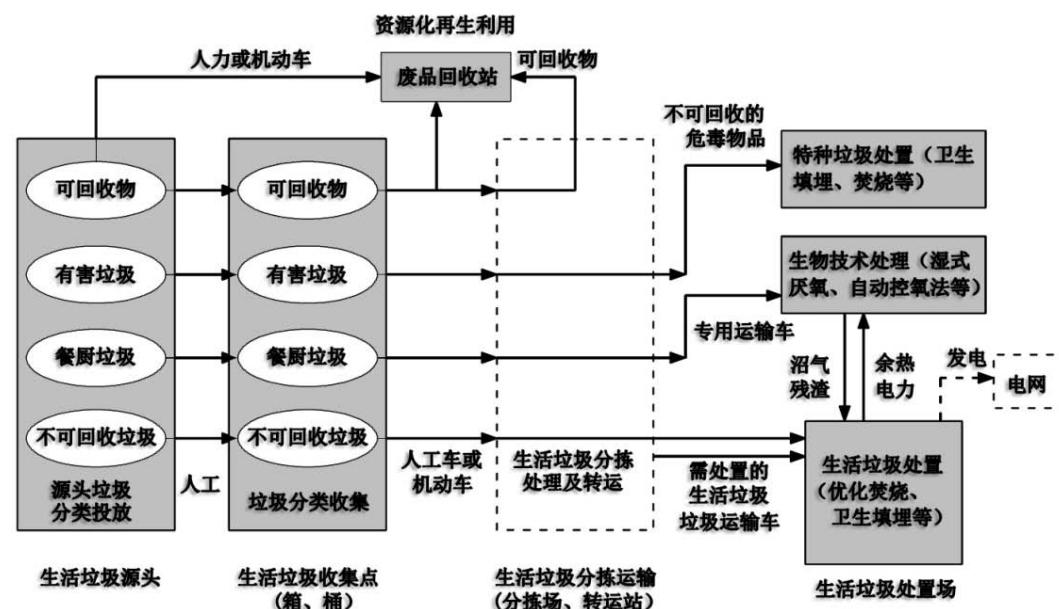 资源化再生利用
人力或机动车
废品回收站
可回收物
不可回收的
危毒物品
特种垃圾处置（卫生
填埋、焚烧等）
可回收物
可回收物
有害垃圾
有害垃圾
生物技术处理（湿式
厌氧、自动控氧法等）
专用运输车
餐厨垃圾
餐厨垃圾
沼气
残渣
余热
电力
发电
电网
不可回收垃圾
不可回收垃圾
人工
人工车或
机动车
生活垃圾分拣
处理及转运
需处置的
生活垃圾
垃圾运输车
生活垃圾处置
（优化焚烧、
卫生填埋等）
源头垃圾
分类投放
垃圾分类收集
生活垃圾源头
生活垃圾收集点
（箱、桶）
生活垃圾分拣运输
（分拣场、转运站）
生活垃圾处置场